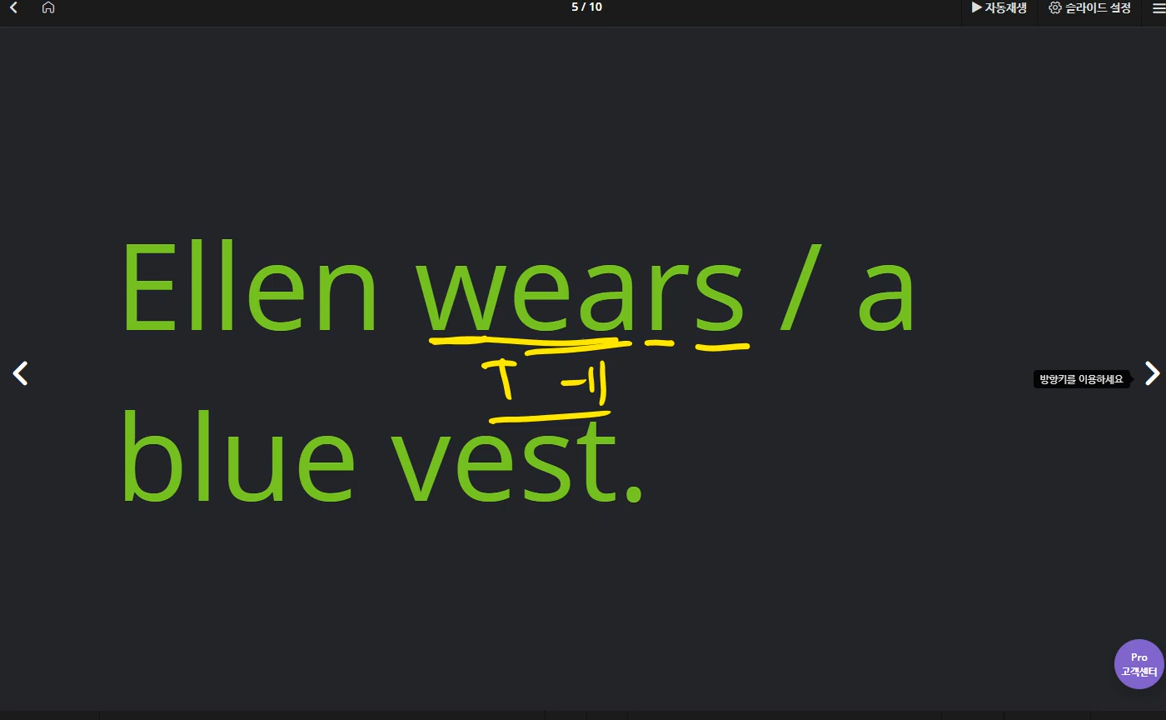 5 / 10
▶ 자동재생
슬라이드 설정
Ellen wears / a
ㅜ ㅔ
방향키를 이용하세요
blue vest.
Pro
고객센터